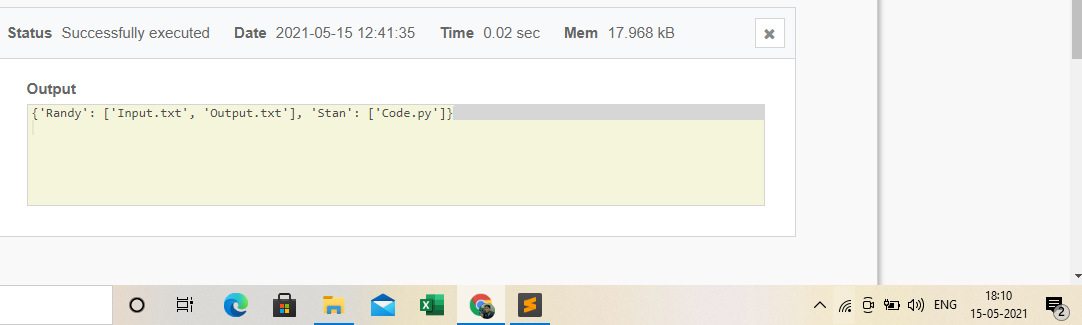 Status Successfully executed Date 2021-05-15 12:41:35 Time 0.02 sec Mem 17.968 kB
Output
{'Randy': ['Input.txt', 'Output.txt'], 'Stan': ['Code.py']}
ENG
18:10
15-05-2021
2